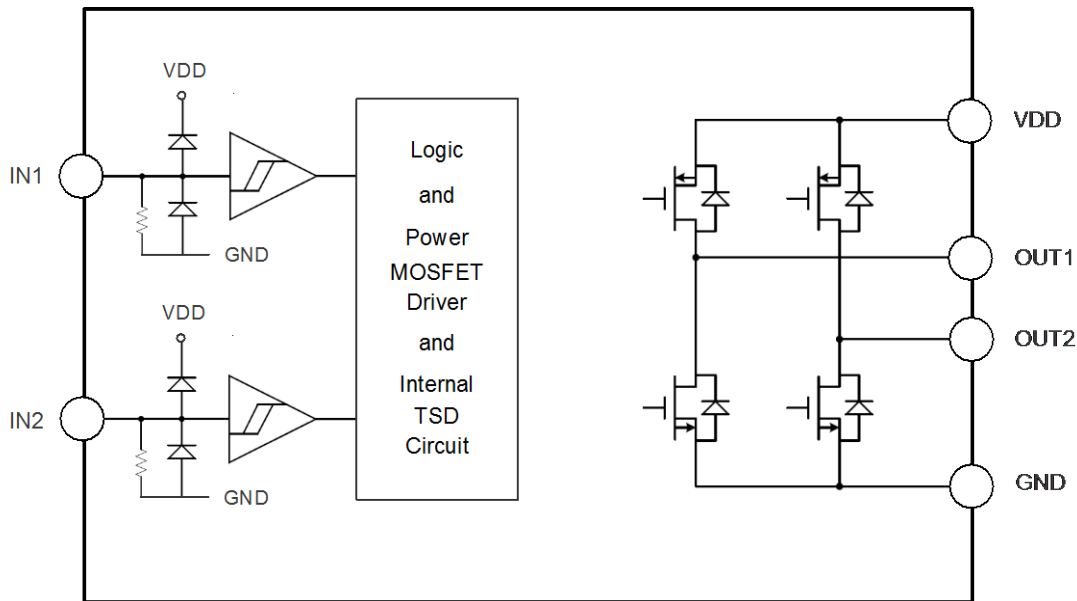 VDD
IN1
GND
VDD
IN2
GND
Logic
and
Power
MOSFET
Driver
and
Internal
TSD
Circuit
VDD
OUT1
OUT2
GND